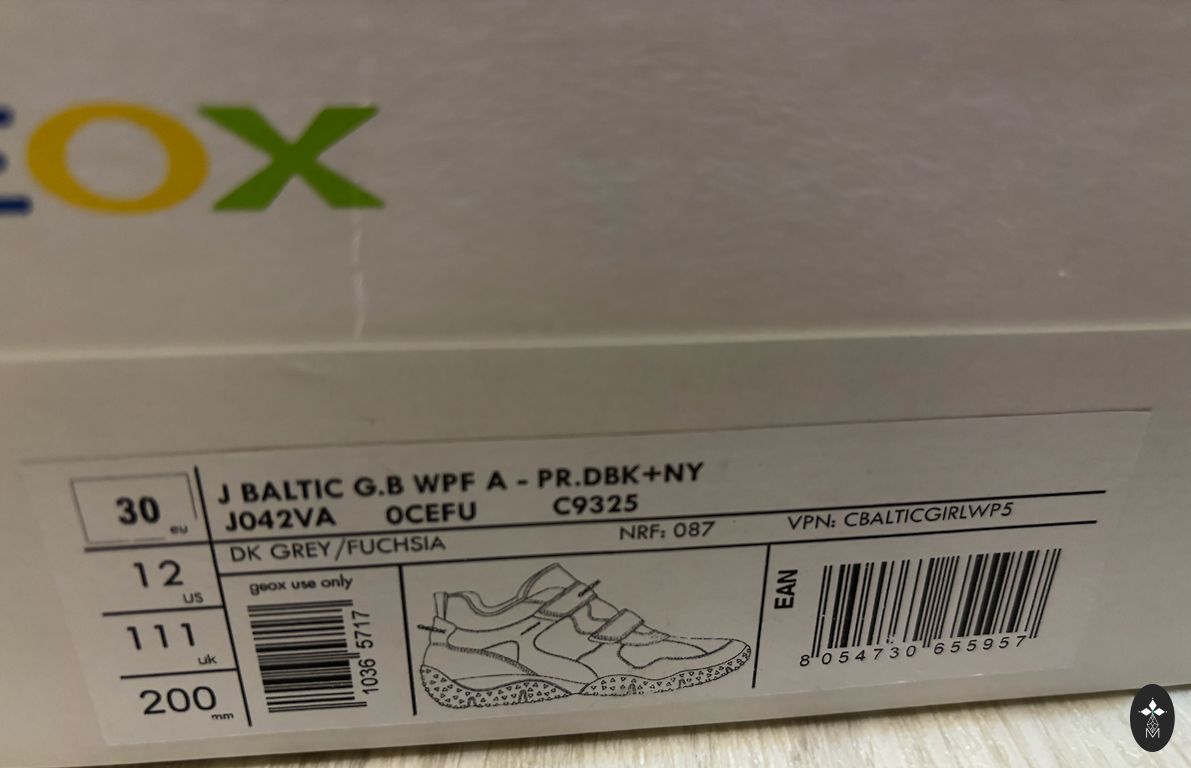 EOX
J BALTIC G.B WPF A - PR.DBK+NY
30 eu
J042VA 0CEFU C9325
DK GREY/FUCHSIA NRF: 087 VPN: CBALTICGIRLWP5
12 us
geox use only
EAN
111 uk
1036 5717
8 054730 655957
200 mm
M